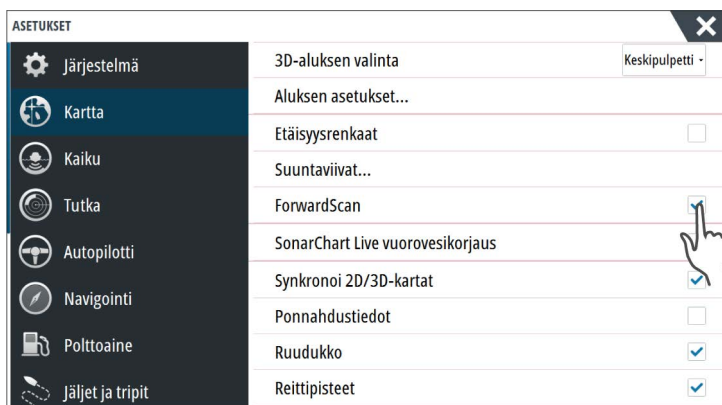 ASETUKSET
Järjestelmä
Kartta
Kaiku
Tutka
Autopilotti
Navigointi
Polttoaine
Jäljet ja tripit
3D-aluksen valinta
Keskipulpetti
Aluksen asetukset...
Etäisyysrenkaat
Suuntaviivat...
ForwardScan
SonarChart Live vuorovesikorjaus
Synkronoi 2D/3D-kartat
Ponnahdustiedot
Ruudukko
Reittipisteet